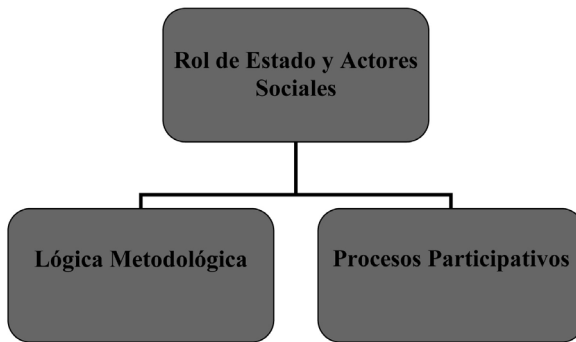 Rol de Estado y Actores
Sociales
Lógica Metodológica
Procesos Participativos